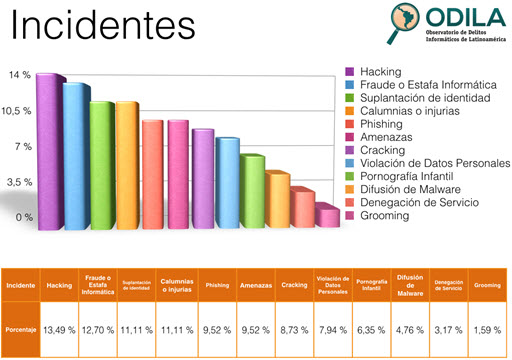 Incidentes
ODILA
Observatorio de Delitos
Informáticos de Latinoamérica
14 %
10,5 %
7 %
3,5 %
0 %
Hacking
Fraude o Estafa Informática
Suplantación de identidad
Calumnias o injurias
Phishing
Amenazas
Cracking
Violación de Datos Personales
Pornografía Infantil
Difusión de Malware
Denegación de Servicio
Grooming
Incidente
Hacking
Fraude o
Estafa
Informática
Suplantación
de identidad
Calumnias
o injurias
Phishing
Amenazas
Cracking
Violación de
Datos
Personales
Pornografía
Infantil
Difusión
de
Malware
Denegación
de Servicio
Grooming
Porcentaje
13,49 %
12,70 %
11,11 %
11,11 %
9,52 %
9,52 %
8,73 %
7,94 %
6,35 %
4,76 %
3,17 %
1,59 %